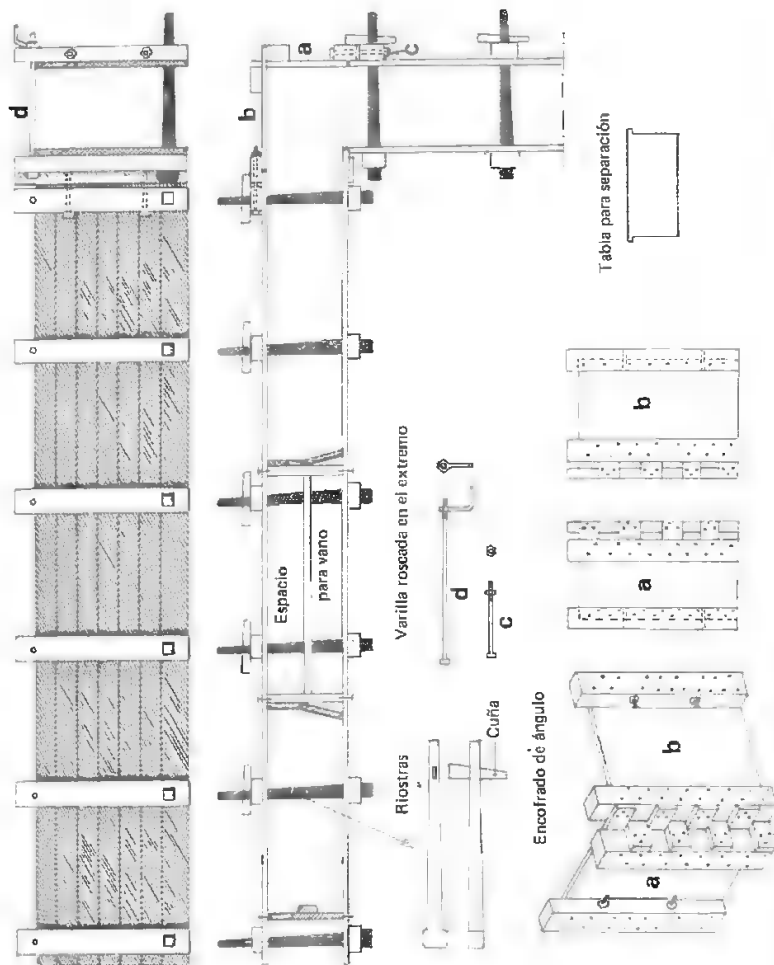 d
a
c
b
Espacio
para vano
Varilla roscada en el extremo
d
c
Riostras
Cuña
Tabla para separación
Encofrado de ángulo
a
b
a
b